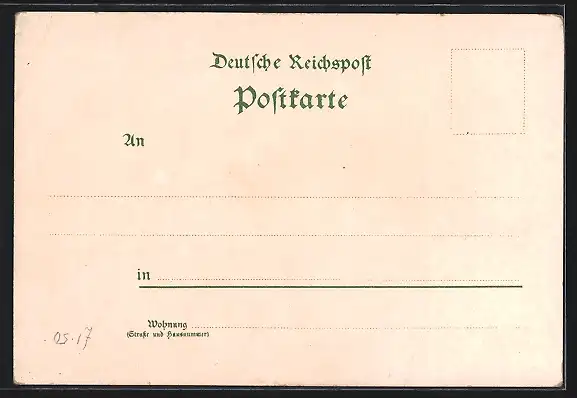 Deutſche Reichspoſt
Poſtkarte
An
in
Wohnung
(Straße und Hausnummer)
05.17